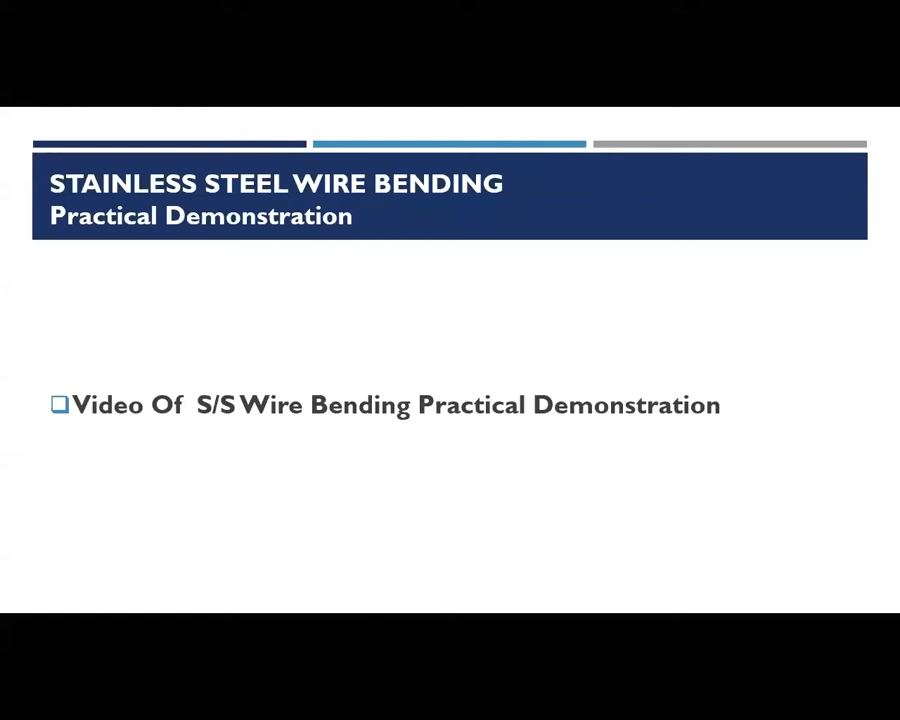 STAINLESS STEEL WIRE BENDING
Practical Demonstration
Video Of S/S Wire Bending Practical Demonstration